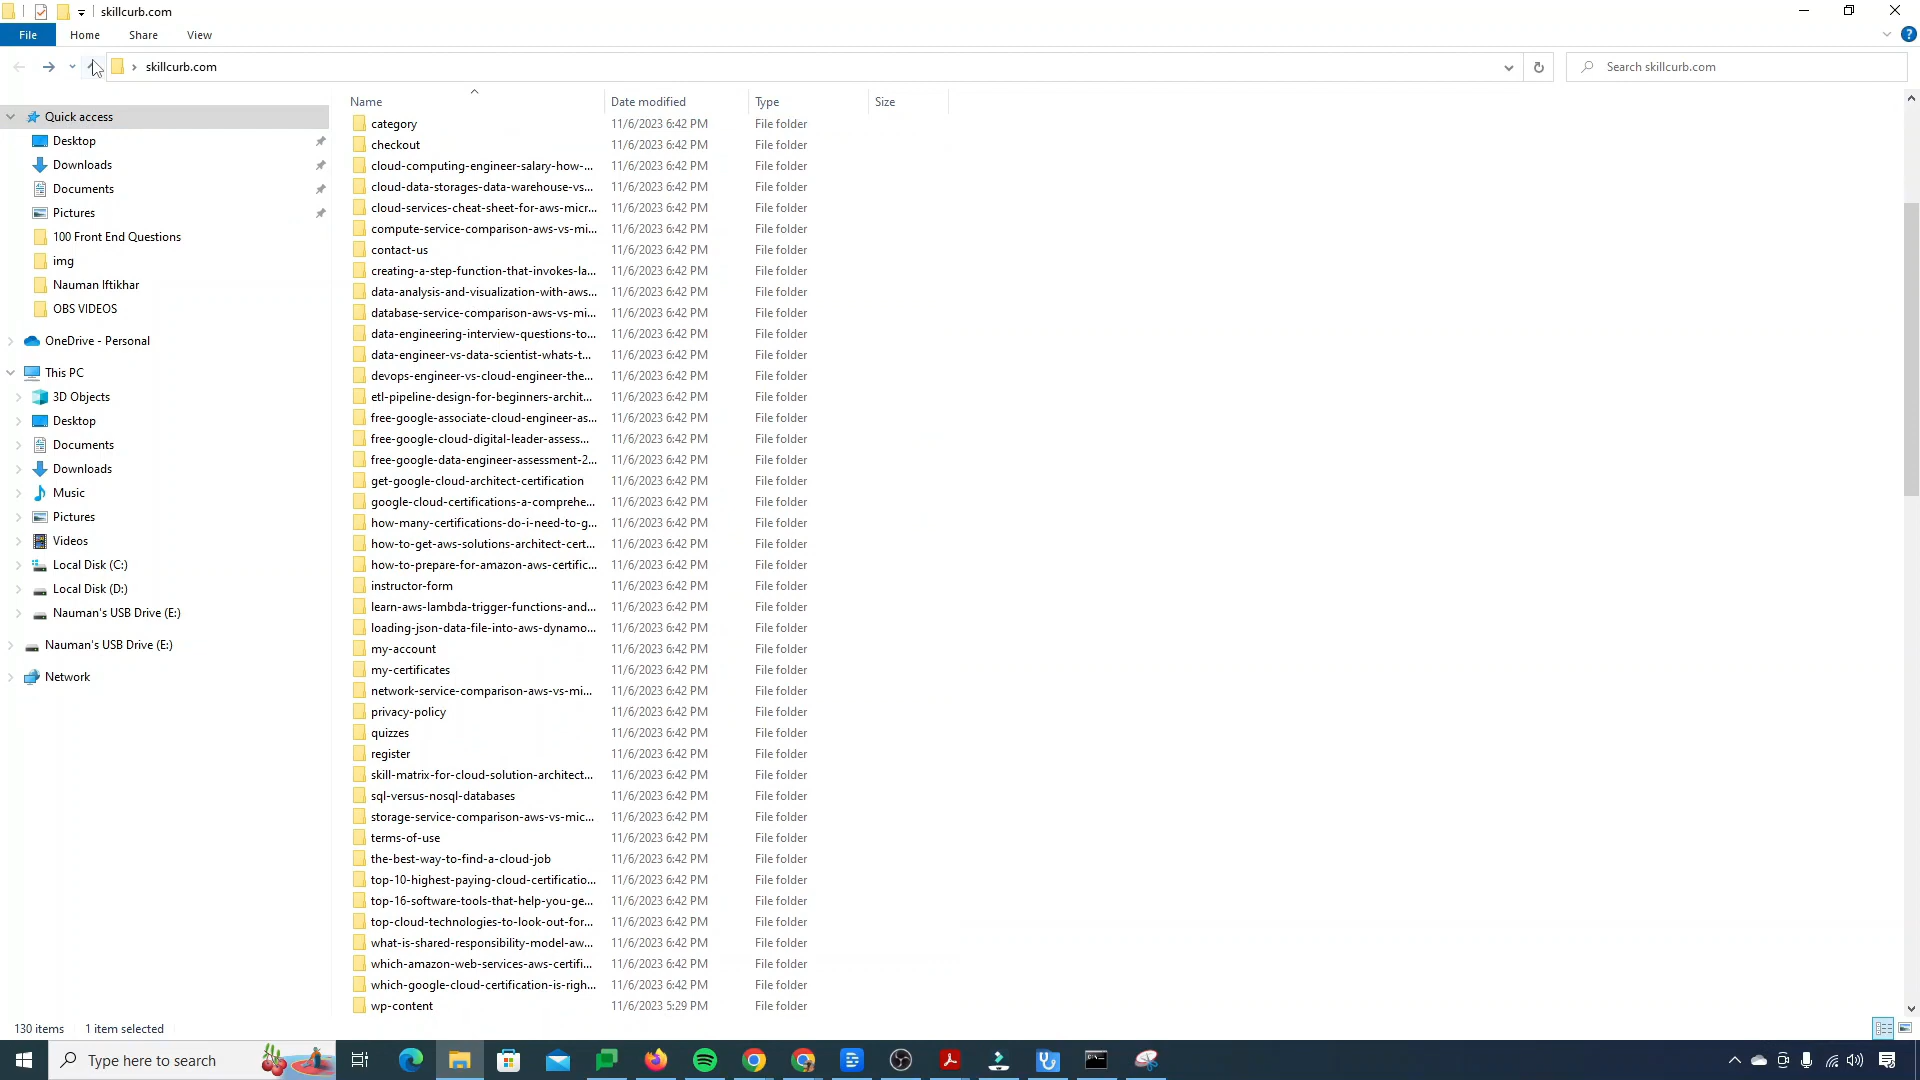 skillcurb.com
File Home Share View
skillcurb.com
Search skillcurb.com
Name Date modified Type Size
Quick access
Desktop
Downloads
Documents
Pictures
100 Front End Questions
img
Nauman Iftikhar
OBS VIDEOS
OneDrive - Personal
This PC
3D Objects
Desktop
Documents
Downloads
Music
Pictures
Videos
Local Disk (C:)
Local Disk (D:)
Nauman's USB Drive (E:)
Nauman's USB Drive (E:)
Network
category 11/6/2023 6:42 PM File folder
checkout 11/6/2023 6:42 PM File folder
cloud-computing-engineer-salary-how-... 11/6/2023 6:42 PM File folder
cloud-data-storages-data-warehouse-vs... 11/6/2023 6:42 PM File folder
cloud-services-cheat-sheet-for-aws-micr... 11/6/2023 6:42 PM File folder
compute-service-comparison-aws-vs-mi... 11/6/2023 6:42 PM File folder
contact-us 11/6/2023 6:42 PM File folder
creating-a-step-function-that-invokes-la... 11/6/2023 6:42 PM File folder
data-analysis-and-visualization-with-aws... 11/6/2023 6:42 PM File folder
database-service-comparison-aws-vs-mi... 11/6/2023 6:42 PM File folder
data-engineering-interview-questions-to... 11/6/2023 6:42 PM File folder
data-engineer-vs-data-scientist-whats-t... 11/6/2023 6:42 PM File folder
devops-engineer-vs-cloud-engineer-the... 11/6/2023 6:42 PM File folder
etl-pipeline-design-for-beginners-archit... 11/6/2023 6:42 PM File folder
free-google-associate-cloud-engineer-as... 11/6/2023 6:42 PM File folder
free-google-cloud-digital-leader-assess... 11/6/2023 6:42 PM File folder
free-google-data-engineer-assessment-2... 11/6/2023 6:42 PM File folder
get-google-cloud-architect-certification 11/6/2023 6:42 PM File folder
google-cloud-certifications-a-comprehe... 11/6/2023 6:42 PM File folder
how-many-certifications-do-i-need-to-g... 11/6/2023 6:42 PM File folder
how-to-get-aws-solutions-architect-cert... 11/6/2023 6:42 PM File folder
how-to-prepare-for-amazon-aws-certific... 11/6/2023 6:42 PM File folder
instructor-form 11/6/2023 6:42 PM File folder
learn-aws-lambda-trigger-functions-and... 11/6/2023 6:42 PM File folder
loading-json-data-file-into-aws-dynamo... 11/6/2023 6:42 PM File folder
my-account 11/6/2023 6:42 PM File folder
my-certificates 11/6/2023 6:42 PM File folder
network-service-comparison-aws-vs-mi... 11/6/2023 6:42 PM File folder
privacy-policy 11/6/2023 6:42 PM File folder
quizzes 11/6/2023 6:42 PM File folder
register 11/6/2023 6:42 PM File folder
skill-matrix-for-cloud-solution-architect... 11/6/2023 6:42 PM File folder
sql-versus-nosql-databases 11/6/2023 6:42 PM File folder
storage-service-comparison-aws-vs-mic... 11/6/2023 6:42 PM File folder
terms-of-use 11/6/2023 6:42 PM File folder
the-best-way-to-find-a-cloud-job 11/6/2023 6:42 PM File folder
top-10-highest-paying-cloud-certificatio... 11/6/2023 6:42 PM File folder
top-16-software-tools-that-help-you-ge... 11/6/2023 6:42 PM File folder
top-cloud-technologies-to-look-out-for... 11/6/2023 6:42 PM File folder
what-is-shared-responsibility-model-aw... 11/6/2023 6:42 PM File folder
which-amazon-web-services-aws-certifi... 11/6/2023 6:42 PM File folder
which-google-cloud-certification-is-righ... 11/6/2023 6:42 PM File folder
wp-content 11/6/2023 5:29 PM File folder
130 items 1 item selected
Type here to search